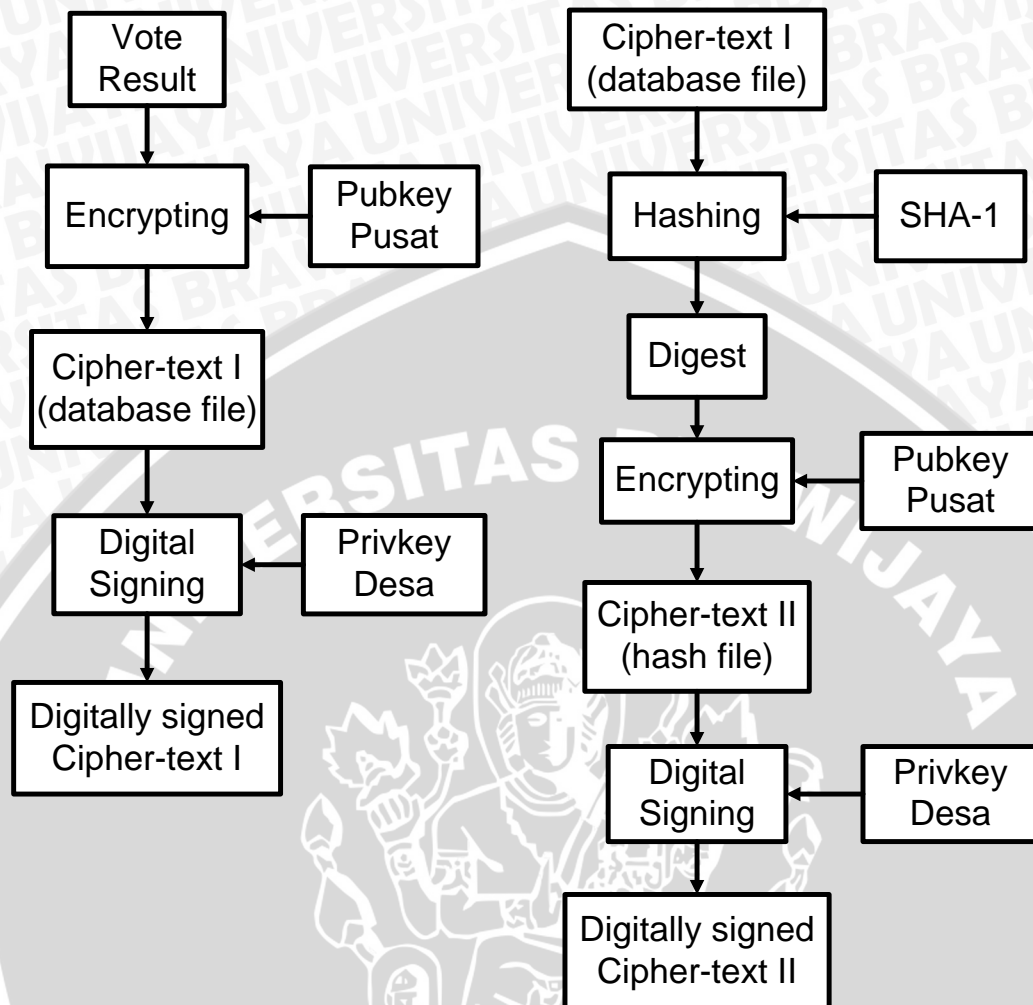 Vote
Result
Encrypting
Pubkey
Pusat
Cipher-text I
(database file)
Digital
Signing
Privkey
Desa
Digitally signed
Cipher-text I
Cipher-text I
(database file)
Hashing
SHA-1
Digest
Encrypting
Pubkey
Pusat
Cipher-text II
(hash file)
Digital
Signing
Privkey
Desa
Digitally signed
Cipher-text II